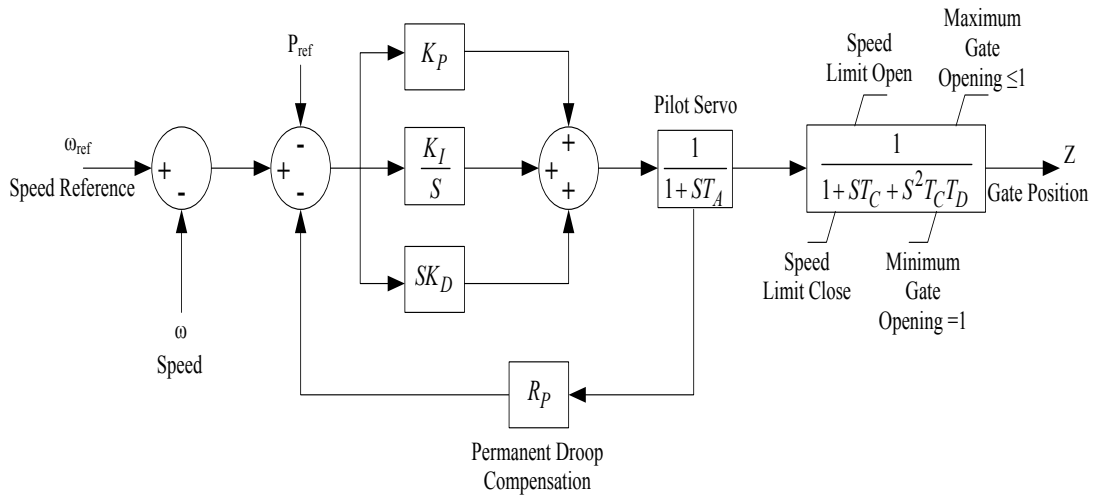 Maximum
Gate
Opening ≤1
Speed
Limit Open
P_ref
K_P
Pilot Servo
-
ω_ref
Speed Reference
+
-
+
-
K_I
S
+
+
+
1
1 + ST_A
1
1 + ST_C + S^2 T_C T_D
Z
Gate Position
SK_D
Speed
Limit Close
Minimum
Gate
Opening =1
ω
Speed
R_P
Permanent Droop
Compensation